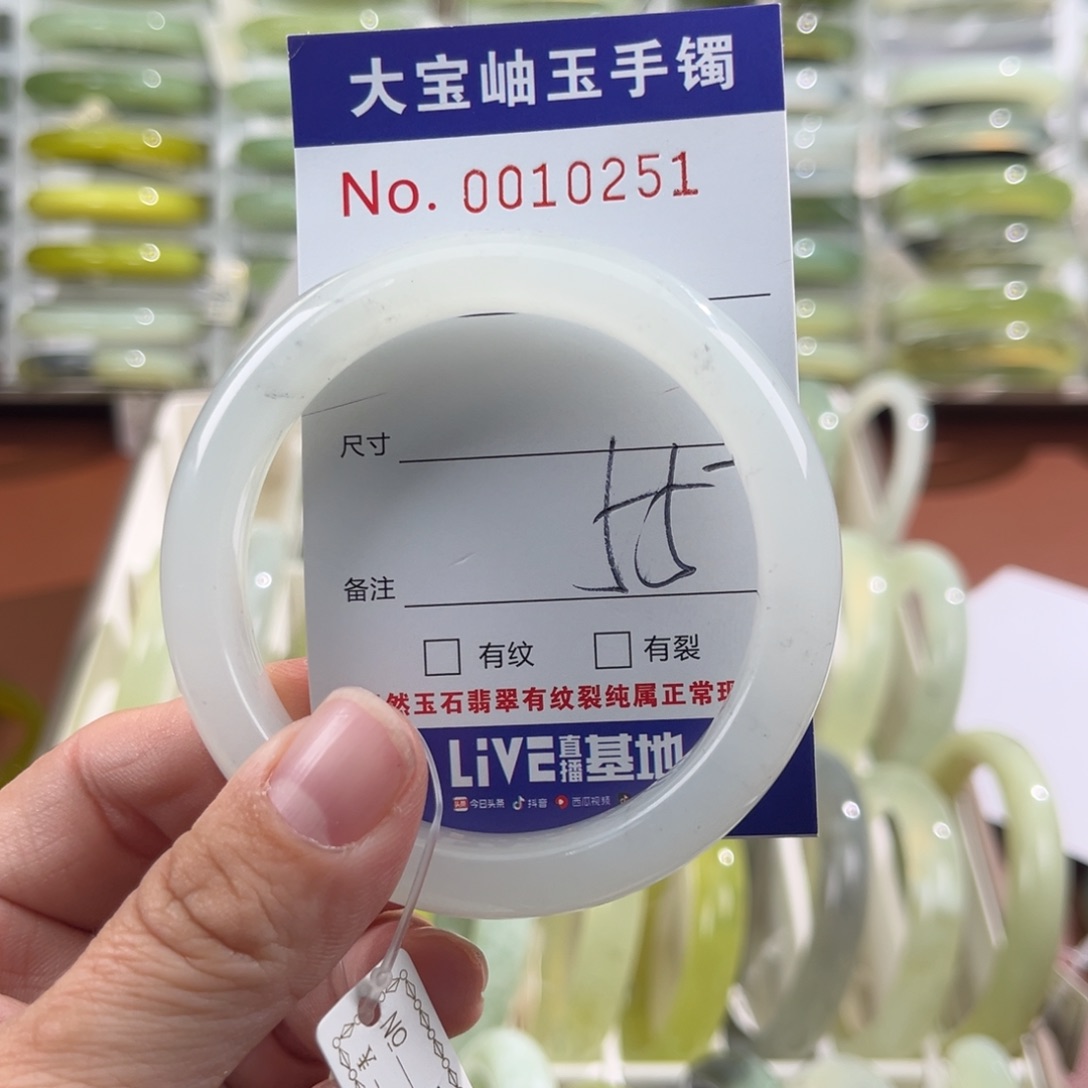 大宝岫玉手镯
No. 0010251
尺寸
备注
有纹 有裂
然玉石翡翠有纹裂纯属正常现
LiVE直播基地
今日头条 抖音 西瓜视频
No